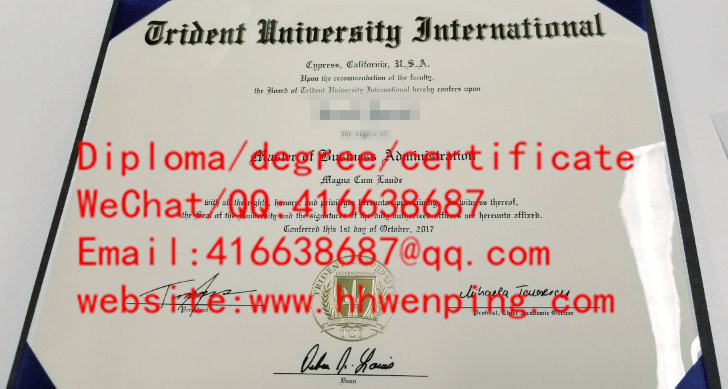 Trident University International
Cypress, California, U.S.A.
Upon the recommendation of the faculty,
the Board of Trident University International hereby confers upon
the degree of
Master of Business Administration
Diploma/degree/certificate
Magna Cum Laude
WeChat/QQ:416638687
with all the rights, honors, and privileges thereunto appertaining. In witness thereof,
the Seal of the University and the signatures of the duly authorized officers are hereunto affixed.
Conferred this 1st day of October, 2017
Email:416638687@qq.com
website:www.hhwenping.com
President
Provost, Chief Academic Officer
Dean